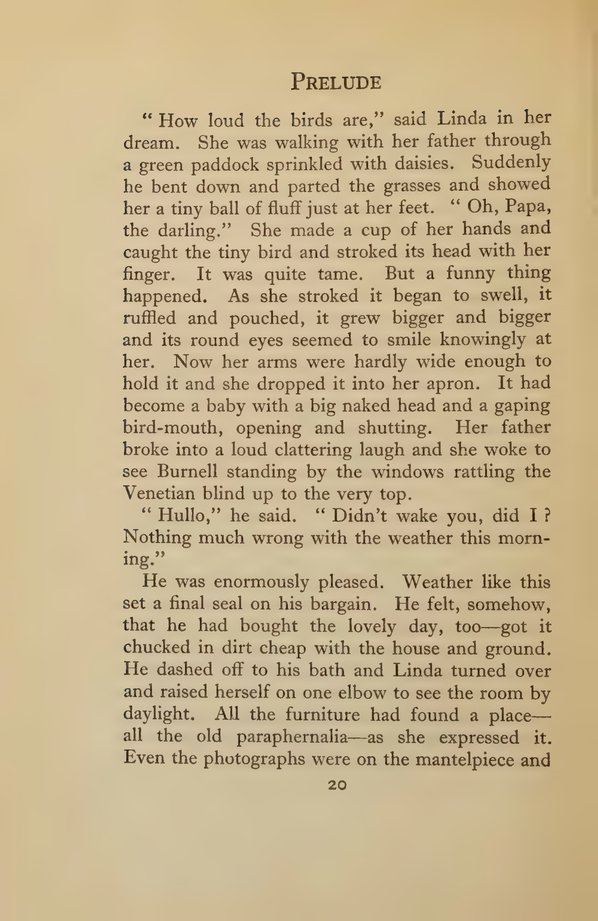 PRELUDE
“ How loud the birds are,” said Linda in her
dream. She was walking with her father through
a green paddock sprinkled with daisies. Suddenly
he bent down and parted the grasses and showed
her a tiny ball of fluff just at her feet. “ Oh, Papa,
the darling.” She made a cup of her hands and
caught the tiny bird and stroked its head with her
finger. It was quite tame. But a funny thing
happened. As she stroked it began to swell, it
ruffled and pouched, it grew bigger and bigger
and its round eyes seemed to smile knowingly at
her. Now her arms were hardly wide enough to
hold it and she dropped it into her apron. It had
become a baby with a big naked head and a gaping
bird-mouth, opening and shutting. Her father
broke into a loud clattering laugh and she woke to
see Burnell standing by the windows rattling the
Venetian blind up to the very top.
“ Hullo,” he said. “ Didn’t wake you, did I ?
Nothing much wrong with the weather this morn-
ing.”
He was enormously pleased. Weather like this
set a final seal on his bargain. He felt, somehow,
that he had bought the lovely day, too—got it
chucked in dirt cheap with the house and ground.
He dashed off to his bath and Linda turned over
and raised herself on one elbow to see the room by
daylight. All the furniture had found a place—
all the old paraphernalia—as she expressed it.
Even the photographs were on the mantelpiece and
20